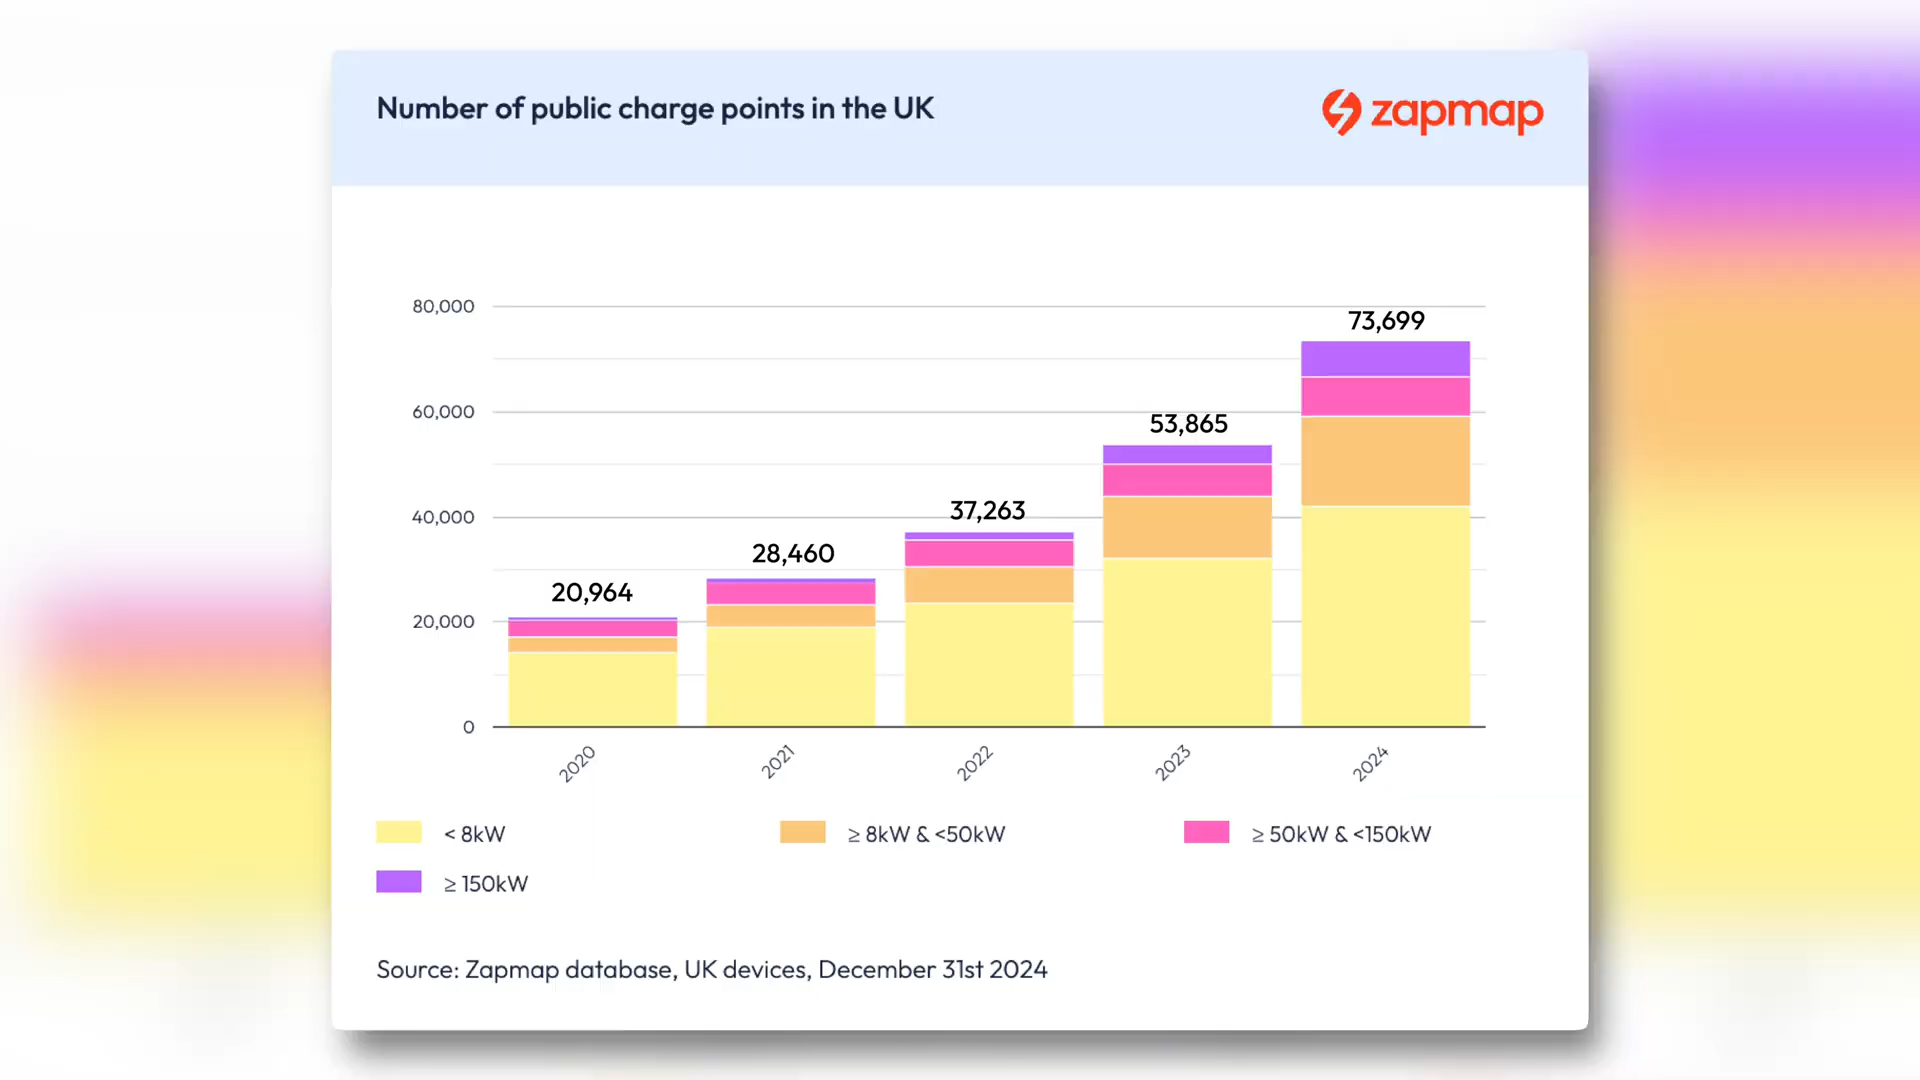 Number of public charge points in the UK
zapmap
80,000
60,000
40,000
20,000
0
20,964
28,460
37,263
53,865
73,699
2020
2021
2022
2023
2024
< 8kW
≥ 8kW & <50kW
≥ 50kW & <150kW
≥ 150kW
Source: Zapmap database, UK devices, December 31st 2024